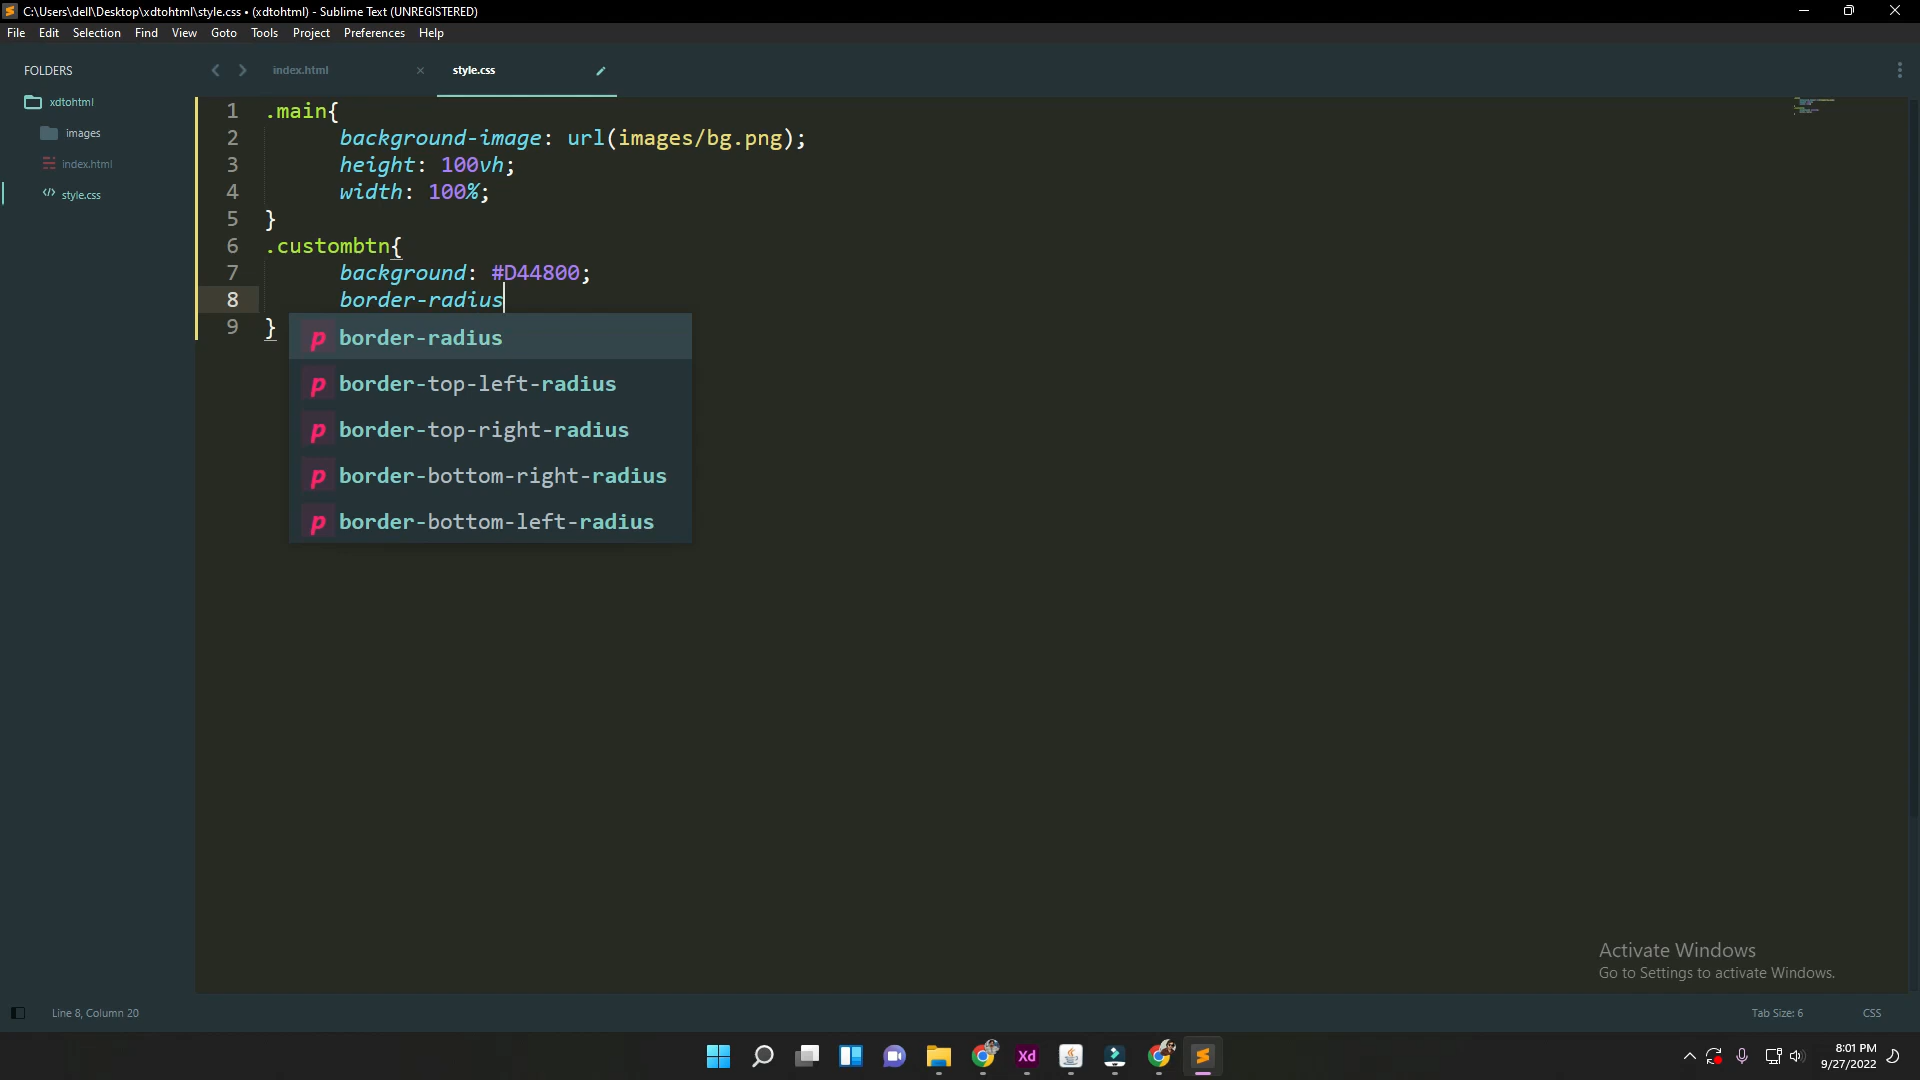 C:\Users\dell\Desktop\xdtohtml\style.css • (xdtohtml) - Sublime Text (UNREGISTERED)
File Edit Selection Find View Goto Tools Project Preferences Help
FOLDERS
xdtohtml
images
index.html
style.css
index.html
style.css
1 .main{
2 background-image: url(images/bg.png);
3 height: 100vh;
4 width: 100%;
5 }
6 .custombtn{
7 background: #D44800;
8 border-radius
9 }
p border-radius
p border-top-left-radius
p border-top-right-radius
p border-bottom-right-radius
p border-bottom-left-radius
Activate Windows
Go to Settings to activate Windows.
Line 8, Column 20
Tab Size: 6
CSS
Xd
8:01 PM
9/27/2022